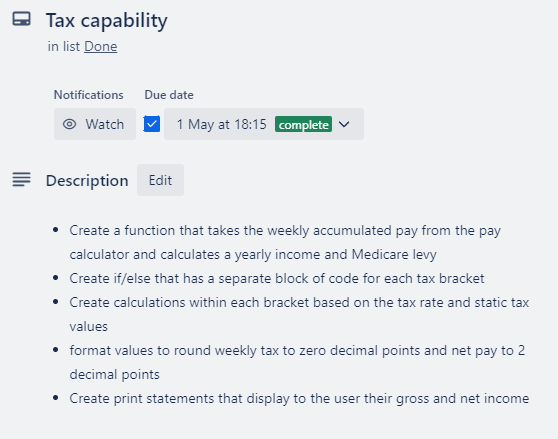 Tax capability
in list Done
Notifications Due date
Watch 1 May at 18:15 complete
Description Edit
• Create a function that takes the weekly accumulated pay from the pay
calculator and calculates a yearly income and Medicare levy
• Create if/else that has a separate block of code for each tax bracket
• Create calculations within each bracket based on the tax rate and static tax
values
• format values to round weekly tax to zero decimal points and net pay to 2
decimal points
• Create print statements that display to the user their gross and net income